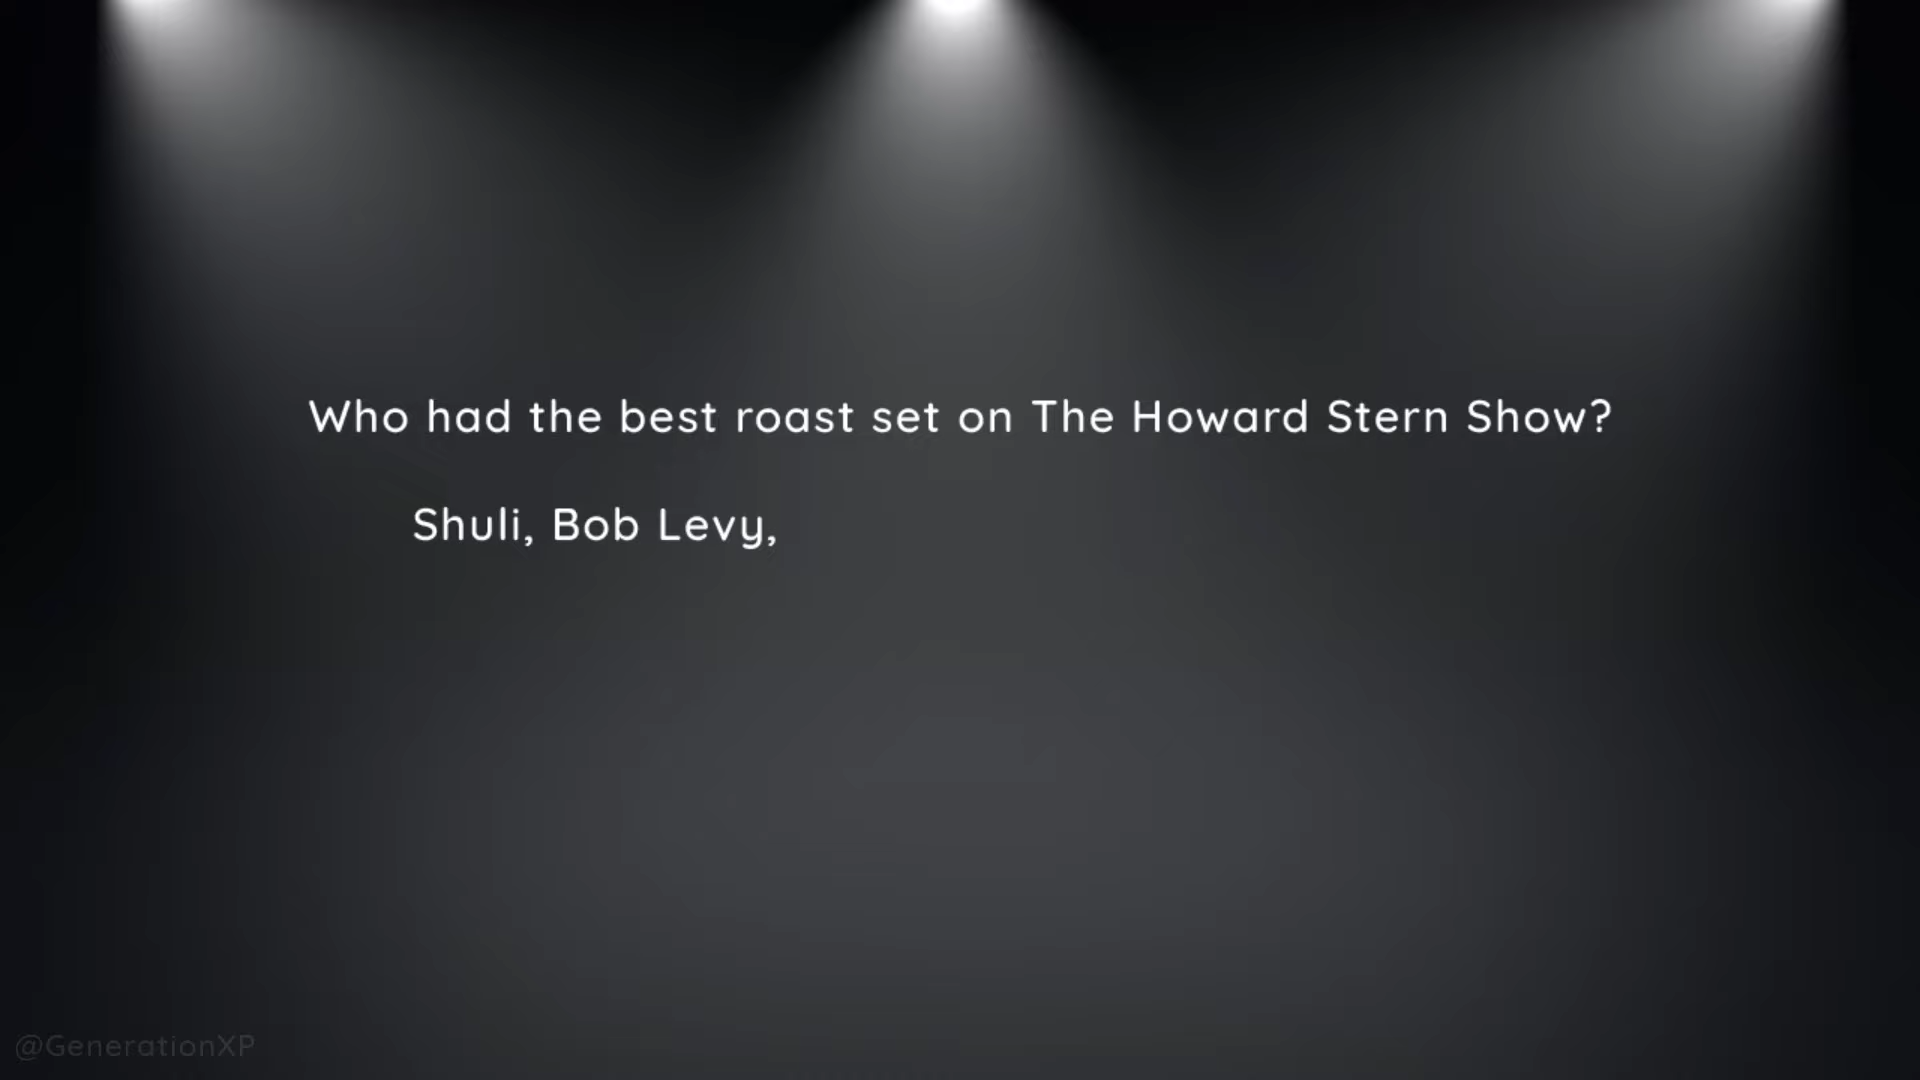 Who had the best roast set on The Howard Stern Show?
Shuli, Bob Levy,
@GenerationXP